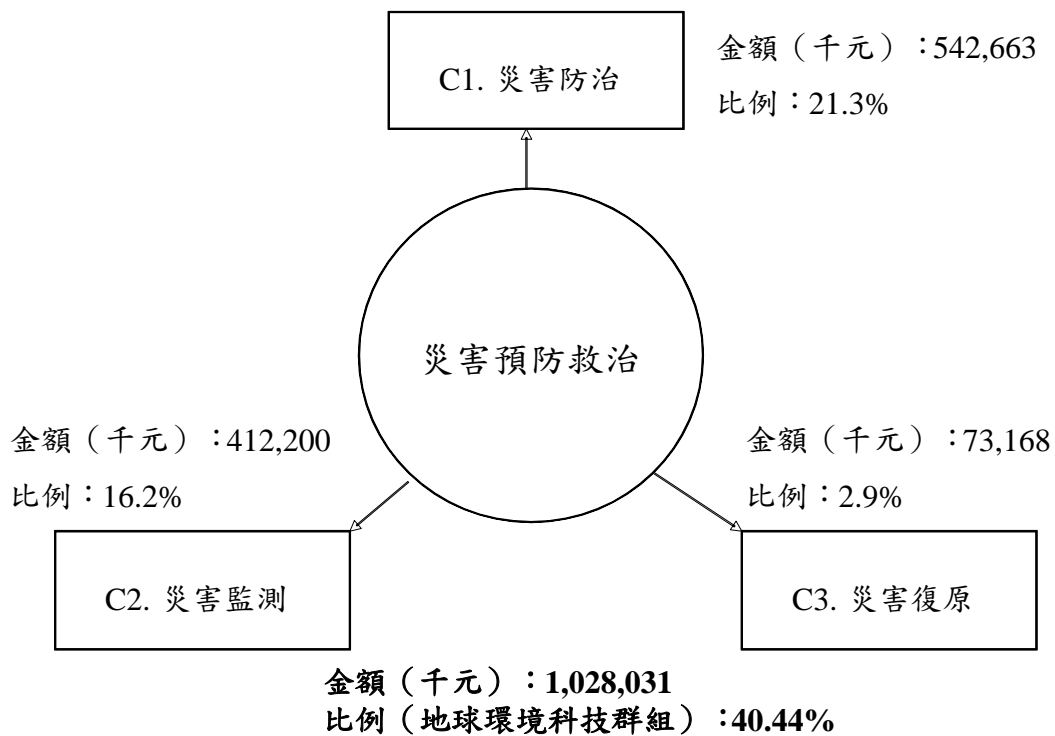 金額（千元）：542,663
C1. 災害防治
比例：21.3%
災害預防救治
金額（千元）：412,200
比例：16.2%
金額（千元）：73,168
比例：2.9%
C2. 災害監測
C3. 災害復原
金額（千元）：1,028,031
比例（地球環境科技群組）：40.44%